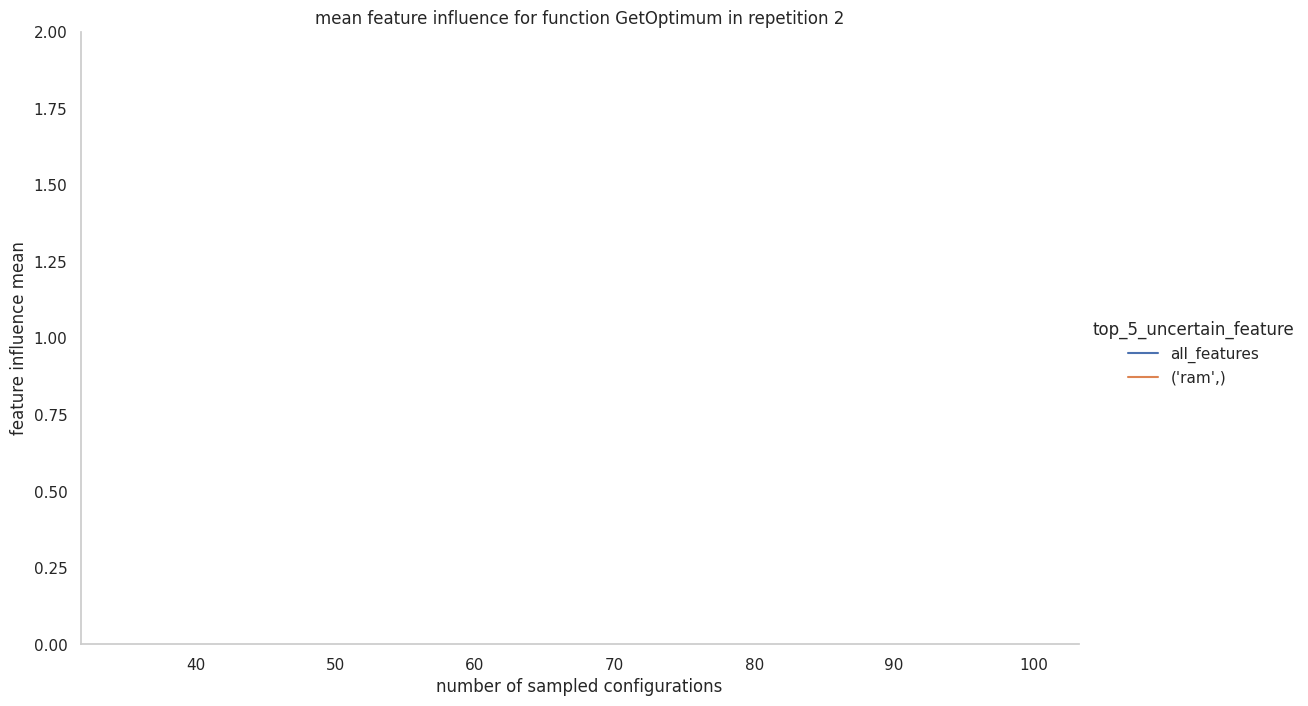 mean feature influence for function GetOptimum in repetition 2
2.00
1.75
1.50
1.25
1.00
0.75
0.50
0.25
0.00
feature influence mean
40 50 60 70 80 90 100
number of sampled configurations
top_5_uncertain_feature
all_features
('ram',)